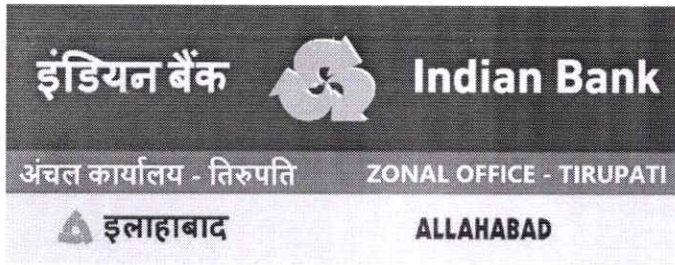 इंडियन बैंक Indian Bank
अंचल कार्यालय - तिरुपति ZONAL OFFICE - TIRUPATI
इलाहाबाद ALLAHABAD